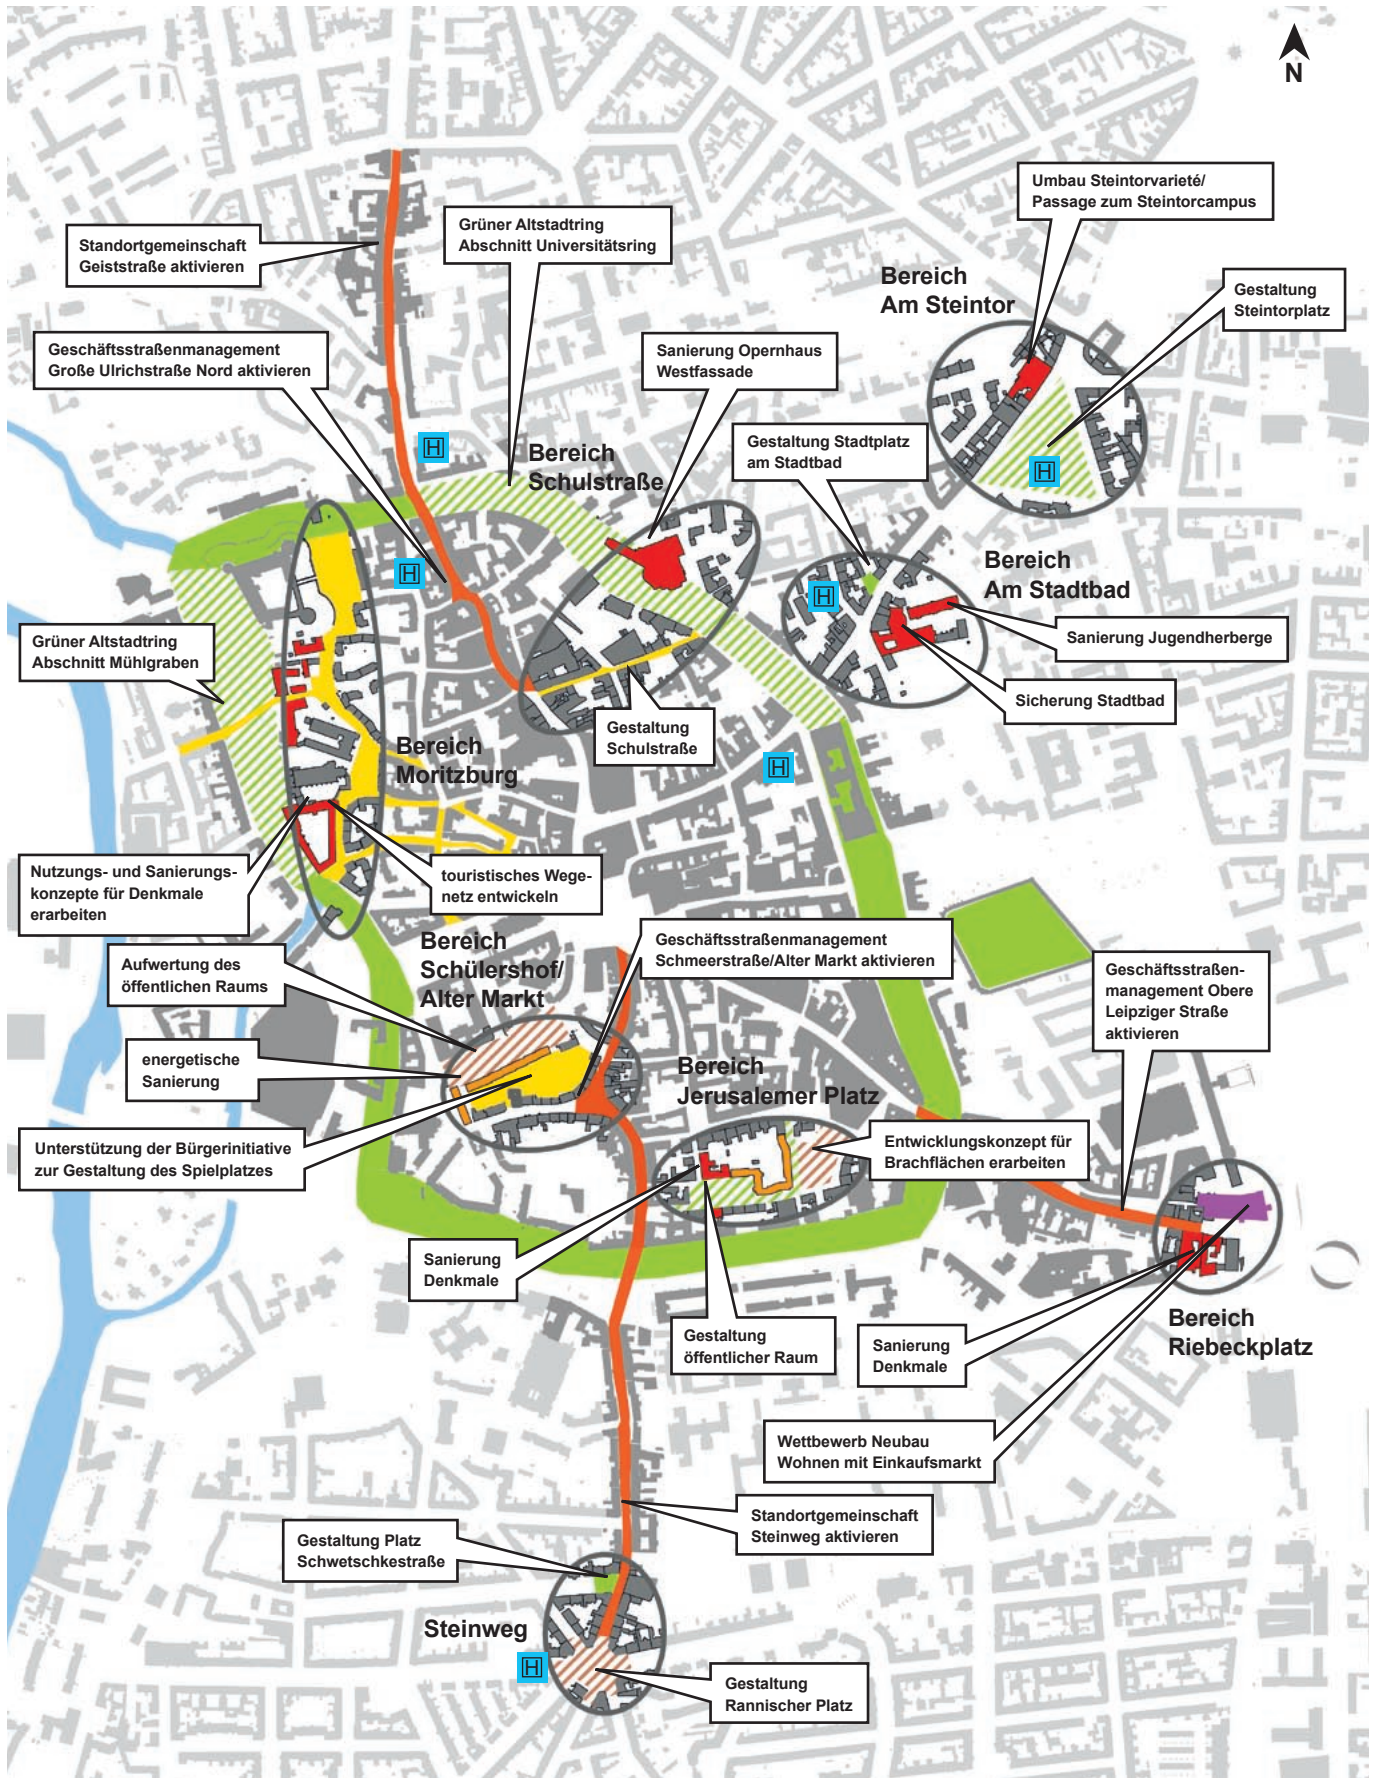 N
Umbau Steintorvarieté/
Passage zum Steintorcampus
Grüner Altstadtring
Abschnitt Universitätsring
Standortgemeinschaft
Geiststraße aktivieren
Bereich
Am Steintor
Gestaltung
Steintorplatz
Geschäftsstraßenmanagement
Große Ulrichstraße Nord aktivieren
Sanierung Opernhaus
Westfassade
Gestaltung Stadtplatz
am Stadtbad
H
Bereich
Schulstraße
H
H
H
Bereich
Am Stadtbad
Grüner Altstadtring
Abschnitt Mühlgraben
Sanierung Jugendherberge
Sicherung Stadtbad
Gestaltung
Schulstraße
Bereich
Moritzburg
H
Nutzungs- und Sanierungs-
konzepte für Denkmale
erarbeiten
touristisches Wege-
netz entwickeln
Bereich
Schülershof/
Alter Markt
Geschäftsstraßenmanagement
Schmeerstraße/Alter Markt aktivieren
Aufwertung des
öffentlichen Raums
Geschäftsstraßen-
management Obere
Leipziger Straße
aktivieren
energetische
Sanierung
Bereich
Jerusalemer Platz
Unterstützung der Bürgerinitiative
zur Gestaltung des Spielplatzes
Entwicklungskonzept für
Brachflächen erarbeiten
Sanierung
Denkmale
Gestaltung
öffentlicher Raum
Sanierung
Denkmale
Bereich
Riebeckplatz
Wettbewerb Neubau
Wohnen mit Einkaufsmarkt
Standortgemeinschaft
Steinweg aktivieren
Gestaltung Platz
Schwetschkestraße
Steinweg
H
Gestaltung
Rannischer Platz